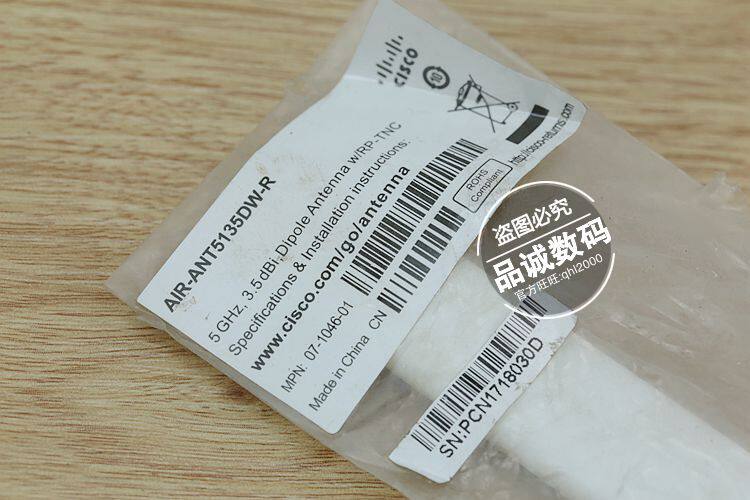 CISCO
10
http://cisco-returns.com
AIR-ANT5135DW-R
5 GHz, 3.5dBi-Dipole Antenna w/RP-TNC
Specifications & Installation instructions:
www.cisco.com/go/antenna
ROHS
Compliant
MPN: 07-1046-01
Made in China CN
SN:PCN1718030D
盗图必究
品诚数码
官方旺旺:qhl2000